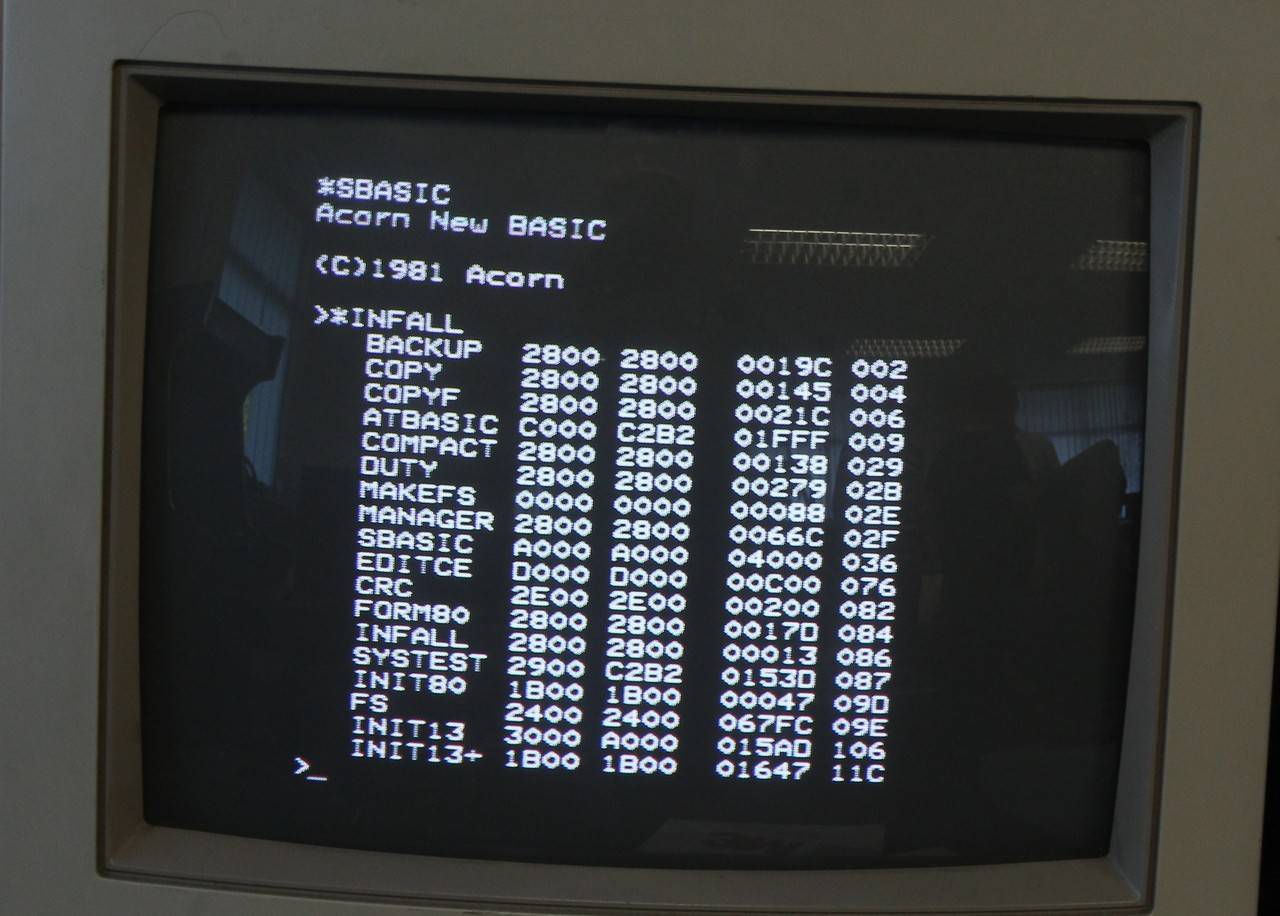 *SBASIC
Acorn New BASIC
(C)1981 Acorn
>*INFALL
BACKUP 2800 2800 0019C 002
COPY 2800 2800 00145 004
COPYF 2800 2800 0021C 006
ATBASIC C000 C2B2 01FFF 009
COMPACT 2800 2800 00138 029
DUTY 2800 2800 00279 02B
MAKEFS 0000 0000 00088 02E
MANAGER 2800 2800 0066C 02F
SBASIC A000 A000 04000 036
EDITCE D000 D000 00C00 076
CRC 2E00 2E00 00200 082
FORM80 2800 2800 0017D 084
INFALL 2800 2800 00013 086
SYSTEST 2900 C2B2 0153D 087
INIT80 1B00 1B00 00047 09D
FS 2400 2400 067FC 09E
INIT13 3000 A000 015AD 106
INIT13+ 1B00 1B00 01647 11C
>_